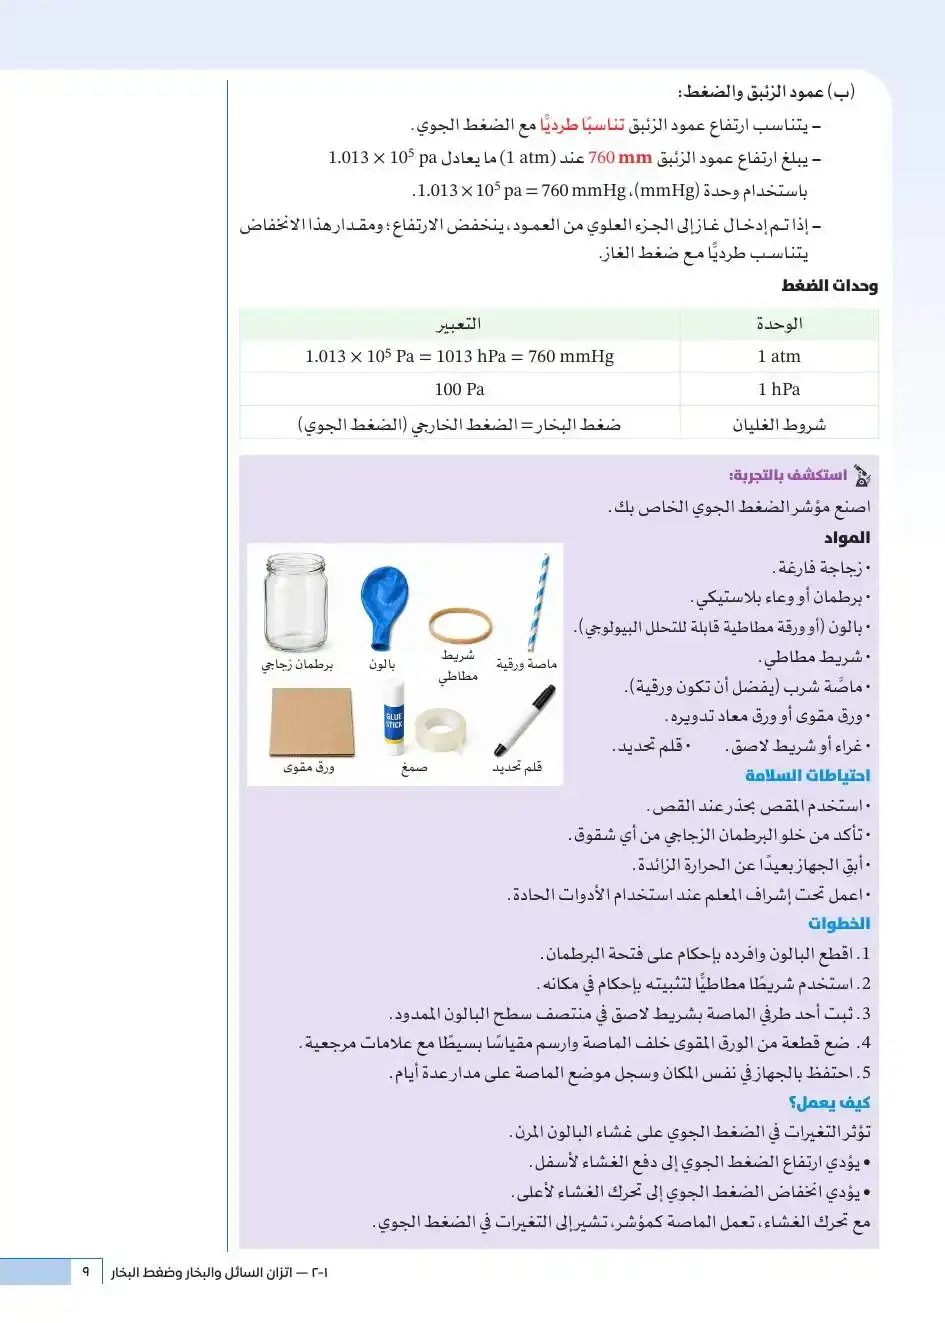 (ب) عمود الزئبق والضغط:
– يتناسب ارتفاع عمود الزئبق تناسبًا طرديًّا مع الضغط الجوي.
– يبلغ ارتفاع عمود الزئبق 760 mm عند (1 atm) ما يعادل 1.013 × 10⁵ pa
باستخدام وحدة (mmHg)، 1.013 × 10⁵ pa = 760 mmHg.
– إذا تم إدخال غاز إلى الجزء العلوي من العمود، ينخفض الارتفاع؛ ومقدار هذا الانخفاض
يتناسب طرديًّا مع ضغط الغاز.
وحدات الضغط
الوحدة التعبير
1 atm 1.013 × 10⁵ Pa = 1013 hPa = 760 mmHg
1 hPa 100 Pa
شروط الغليان ضغط البخار = الضغط الخارجي (الضغط الجوي)
استكشف بالتجربة:
اصنع مؤشر الضغط الجوي الخاص بك.
المواد
• زجاجة فارغة.
• برطمان أو وعاء بلاستيكي.
• بالون (أو ورقة مطاطية قابلة للتحلل البيولوجي).
• شريط مطاطي.
• ماصَّة شرب (يفضل أن تكون ورقية).
• ورق مقوى أو ورق معاد تدويره.
• غراء أو شريط لاصق. • قلم تحديد.
ماصة ورقية
شريط
مطاطي
بالون
برطمان زجاجي
GLUE
STICK
قلم تحديد
صمغ
ورق مقوى
احتياطات السلامة
• استخدم المقص بحذر عند القص.
• تأكد من خلو البرطمان الزجاجي من أي شقوق.
• أبقِ الجهاز بعيدًا عن الحرارة الزائدة.
• اعمل تحت إشراف المعلم عند استخدام الأدوات الحادة.
الخطوات
1. اقطع البالون وافرده بإحكام على فتحة البرطمان.
2. استخدم شريطًا مطاطيًّا لتثبيته بإحكام في مكانه.
3. ثبت أحد طرفي الماصة بشريط لاصق في منتصف سطح البالون الممدود.
4. ضع قطعة من الورق المقوى خلف الماصة وارسم مقياسًا بسيطًا مع علامات مرجعية.
5. احتفظ بالجهاز في نفس المكان وسجل موضع الماصة على مدار عدة أيام.
كيف يعمل؟
تؤثر التغيرات في الضغط الجوي على غشاء البالون المرن.
• يؤدي ارتفاع الضغط الجوي إلى دفع الغشاء لأسفل.
• يؤدي انخفاض الضغط الجوي إلى تحرك الغشاء لأعلى.
مع تحرك الغشاء، تعمل الماصة كمؤشر، تشير إلى التغيرات في الضغط الجوي.
٢-١ — اتزان السائل والبخار وضغط البخار ٩